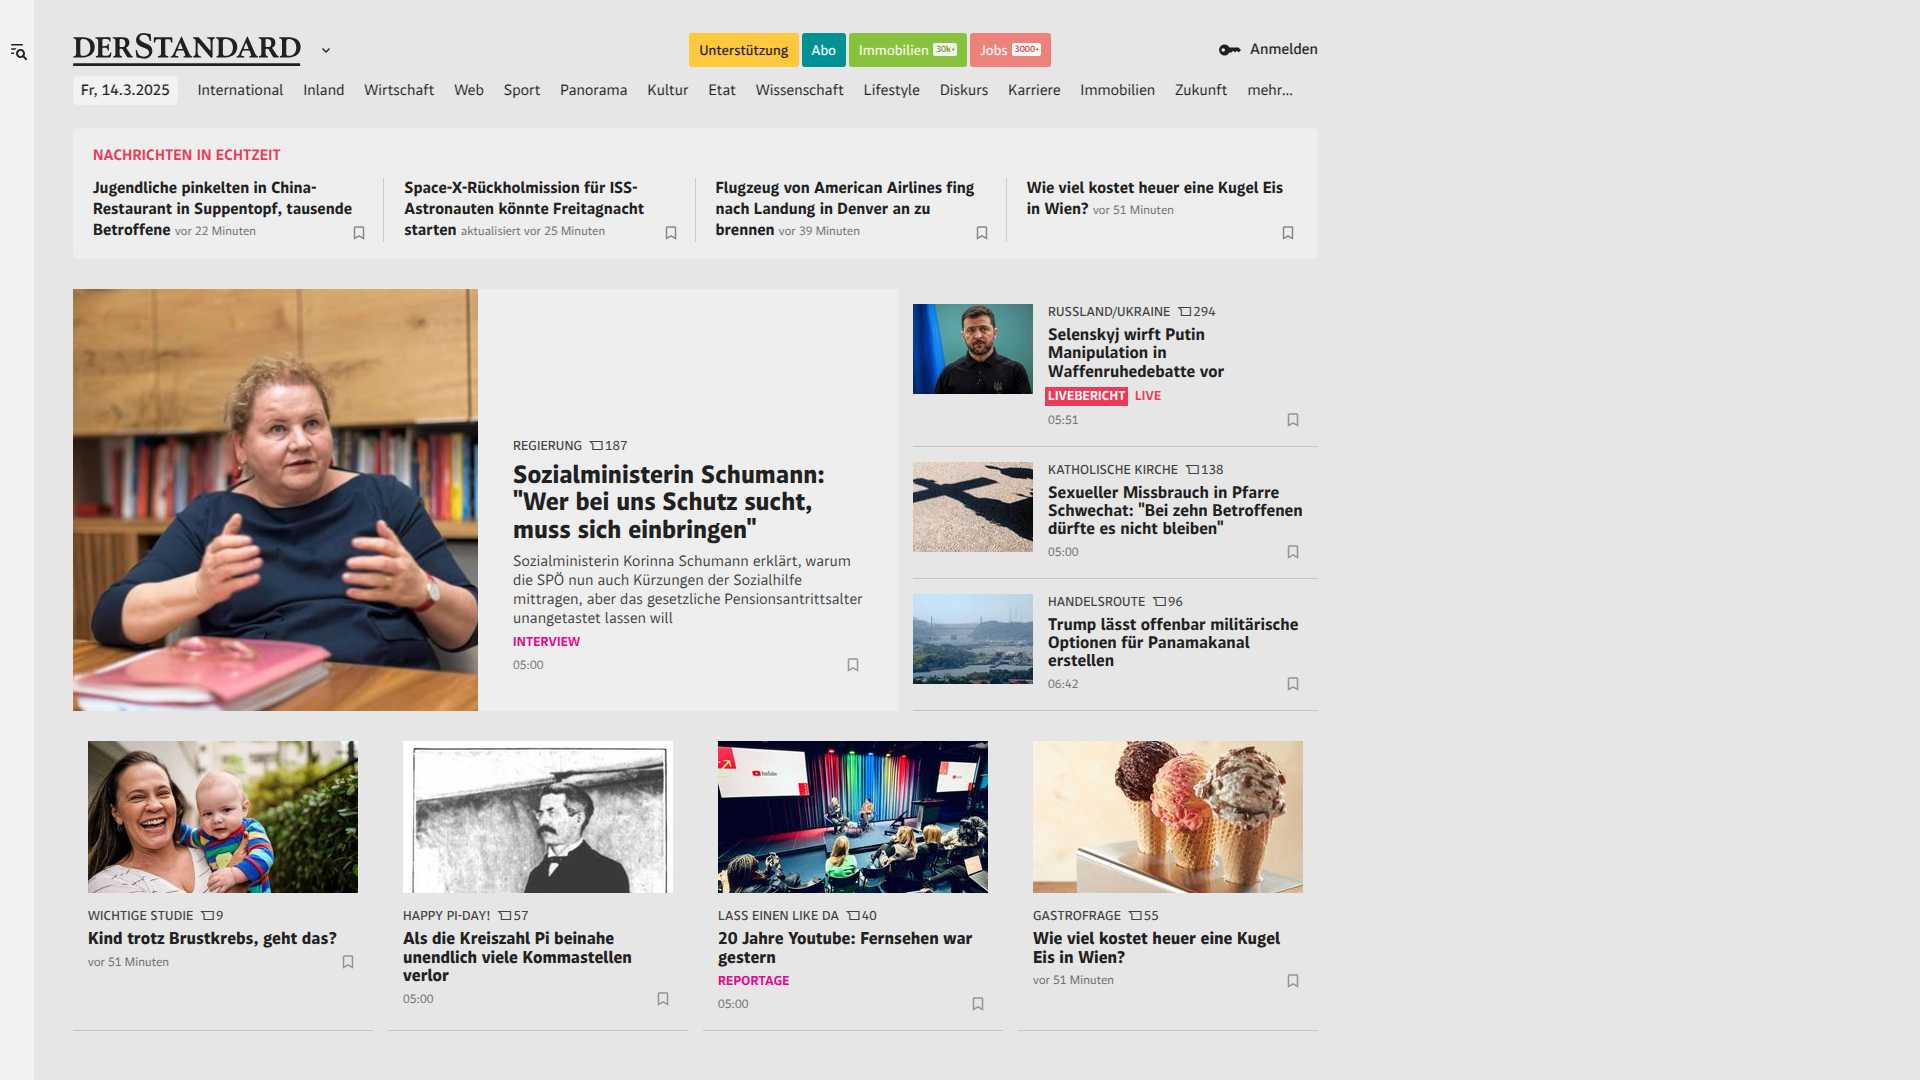 DERSTANDARD
Unterstützung
Abo
Immobilien 30k+
Jobs 3000+
Anmelden
Fr, 14.3.2025
International
Inland
Wirtschaft
Web
Sport
Panorama
Kultur
Etat
Wissenschaft
Lifestyle
Diskurs
Karriere
Immobilien
Zukunft
mehr...
NACHRICHTEN IN ECHTZEIT
Jugendliche pinkelten in China-
Restaurant in Suppentopf, tausende
Betroffene vor 22 Minuten
Space-X-Rückholmission für ISS-
Astronauten könnte Freitagnacht
starten aktualisiert vor 25 Minuten
Flugzeug von American Airlines fing
nach Landung in Denver an zu
brennen vor 39 Minuten
Wie viel kostet heuer eine Kugel Eis
in Wien? vor 51 Minuten
REGIERUNG 187
Sozialministerin Schumann:
"Wer bei uns Schutz sucht,
muss sich einbringen"
Sozialministerin Korinna Schumann erklärt, warum
die SPÖ nun auch Kürzungen der Sozialhilfe
mittragen, aber das gesetzliche Pensionsantrittsalter
unangetastet lassen will
INTERVIEW
05:00
RUSSLAND/UKRAINE 294
Selenskyj wirft Putin
Manipulation in
Waffenruhedebatte vor
LIVEBERICHT LIVE
05:51
KATHOLISCHE KIRCHE 138
Sexueller Missbrauch in Pfarre
Schwechat: "Bei zehn Betroffenen
dürfte es nicht bleiben"
05:00
HANDELSROUTE 96
Trump lässt offenbar militärische
Optionen für Panamakanal
erstellen
06:42
WICHTIGE STUDIE 9
Kind trotz Brustkrebs, geht das?
vor 51 Minuten
HAPPY PI-DAY! 57
Als die Kreiszahl Pi beinahe
unendlich viele Kommastellen
verlor
05:00
YouTube
LASS EINEN LIKE DA 40
20 Jahre Youtube: Fernsehen war
gestern
REPORTAGE
05:00
GASTROFRAGE 55
Wie viel kostet heuer eine Kugel
Eis in Wien?
vor 51 Minuten